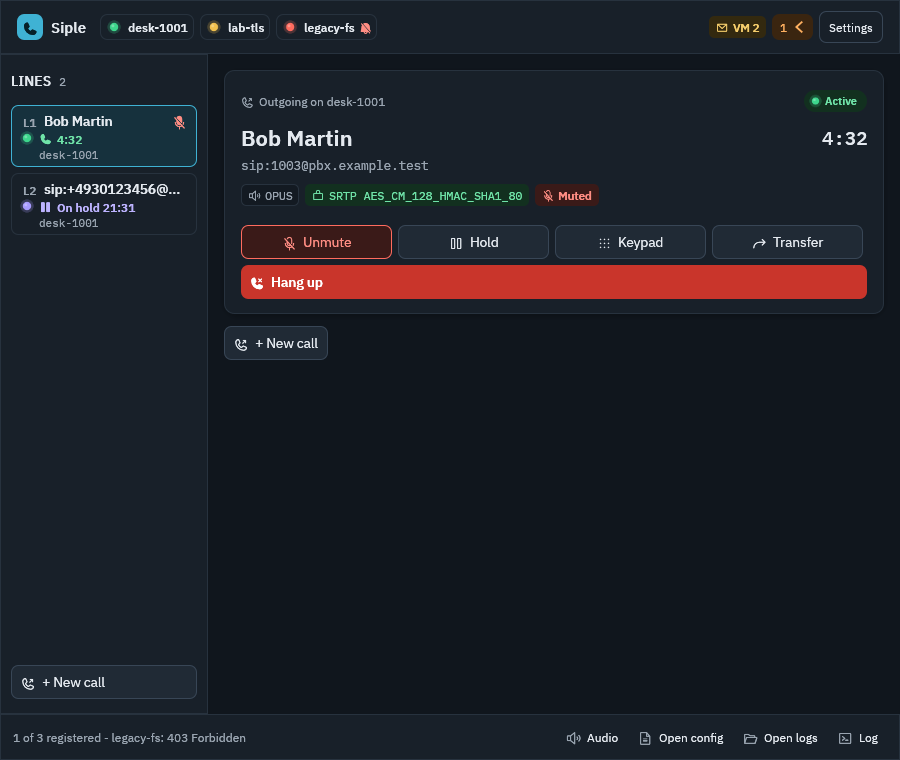 Siple
desk-1001
lab-tls
legacy-fs
VM 2
1
Settings
LINES 2
L1 Bob Martin
4:32
desk-1001
L2 sip:+4930123456@...
On hold 21:31
desk-1001
+ New call
Outgoing on desk-1001
Active
Bob Martin
4:32
sip:1003@pbx.example.test
OPUS
SRTP AES_CM_128_HMAC_SHA1_80
Muted
Unmute
Hold
Keypad
Transfer
Hang up
+ New call
1 of 3 registered - legacy-fs: 403 Forbidden
Audio
Open config
Open logs
Log